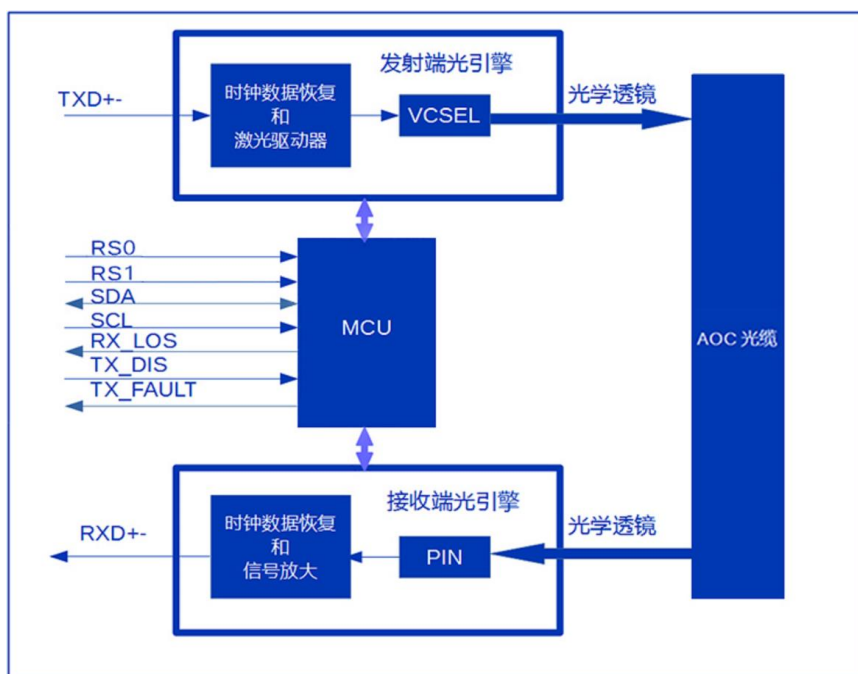 发射端光引擎
时钟数据恢复
和
激光驱动器
VCSEL
光学透镜
TXD+-
RS0
RS1
SDA
SCL
RX_LOS
TX_DIS
TX_FAULT
MCU
AOC 光缆
接收端光引擎
时钟数据恢复
和
信号放大
PIN
光学透镜
RXD+-